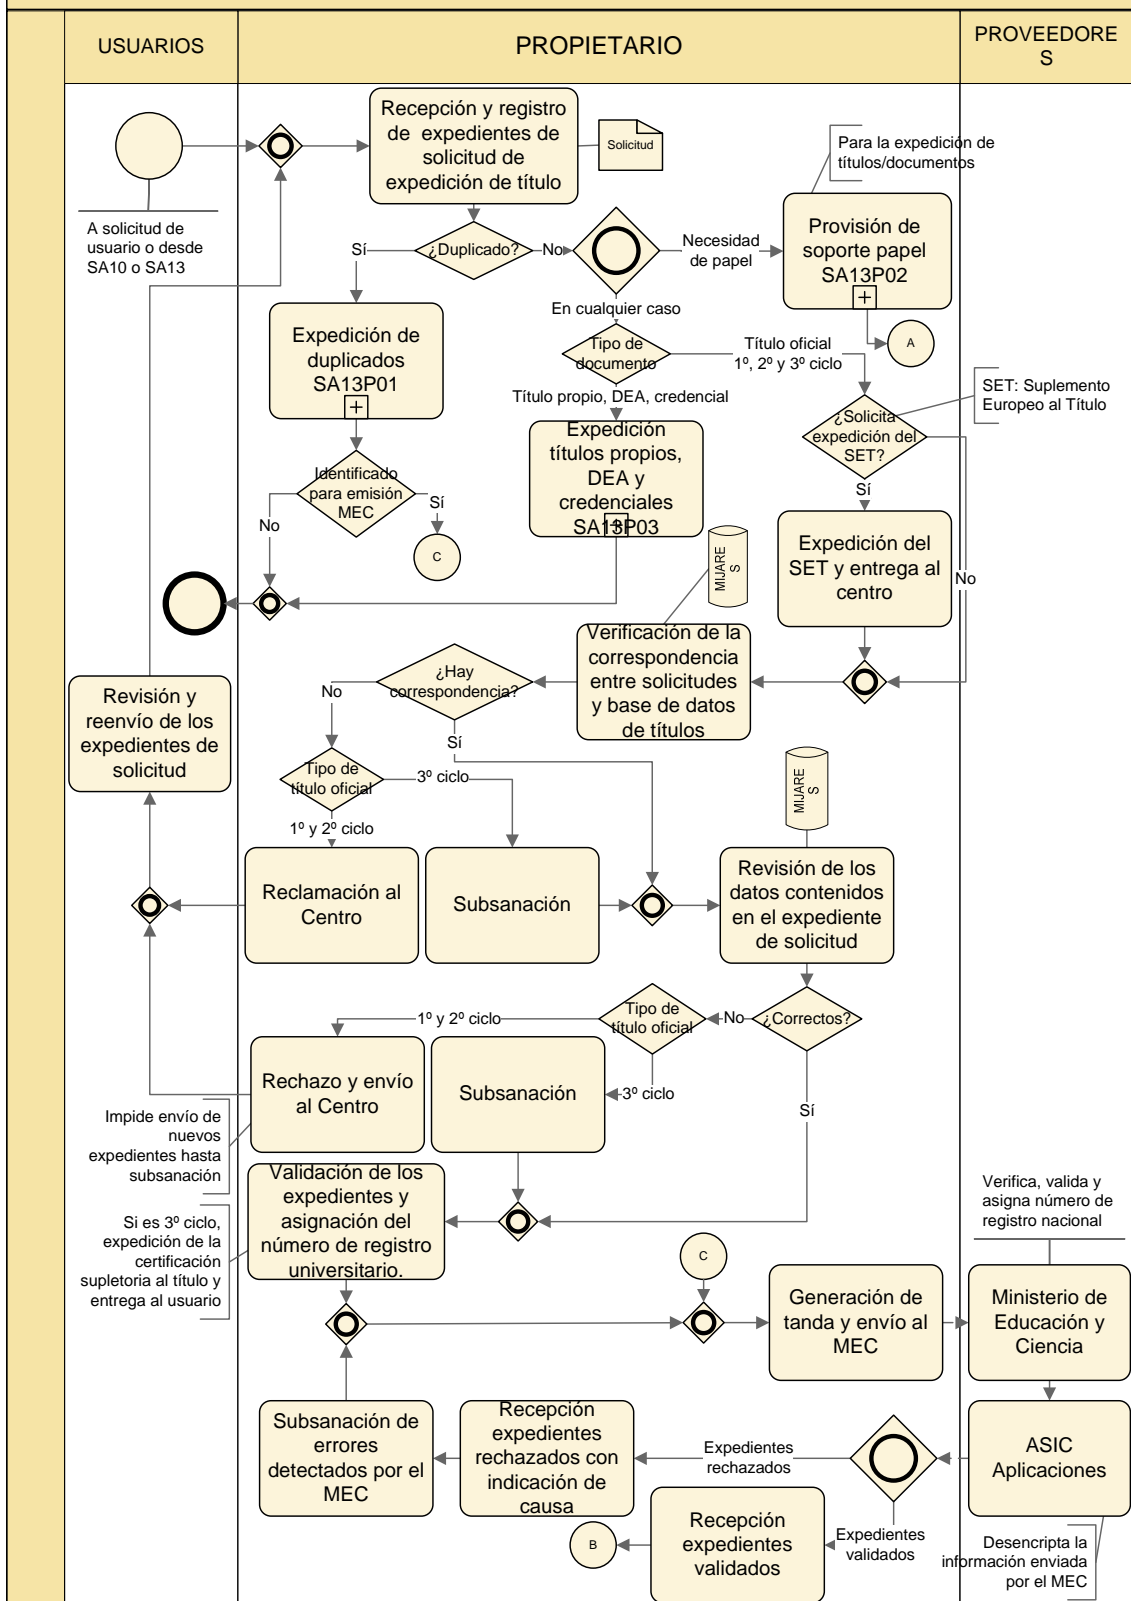 USUARIOS
PROPIETARIO
PROVEEDORE
S
Recepción y registro
de expedientes de
solicitud de
expedición de título
Solicitud
Para la expedición de
títulos/documentos
A solicitud de
usuario o desde
SA10 o SA13
Sí
¿Duplicado?
No
Necesidad
de papel
Provisión de
soporte papel
SA13P02
En cualquier caso
Expedición de
duplicados
SA13P01
Tipo de
documento
Título oficial
1º, 2º y 3º ciclo
A
Título propio, DEA, credencial
SET: Suplemento
Europeo al Título
¿Solicita
expedición del
SET?
Expedición
títulos propios,
DEA y
credenciales
SA13P03
Identificado
para emisión
MEC
Sí
No
C
Sí
Expedición del
SET y entrega al
centro
No
MIJARE
S
Verificación de la
correspondencia
entre solicitudes
y base de datos
de títulos
¿Hay
correspondencia?
No
Sí
Revisión y
reenvío de los
expedientes de
solicitud
Tipo de
título oficial
3º ciclo
MIJARE
S
1º y 2º ciclo
Reclamación al
Centro
Subsanación
Revisión de los
datos contenidos
en el expediente
de solicitud
1º y 2º ciclo
Tipo de
título oficial
No
¿Correctos?
Rechazo y envío
al Centro
Subsanación
3º ciclo
Sí
Impide envío de
nuevos
expedientes hasta
subsanación
Validación de los
expedientes y
asignación del
número de registro
universitario.
Si es 3º ciclo,
expedición de la
certificación
supletoria al título y
entrega al usuario
Verifica, valida y
asigna número de
registro nacional
C
Generación de
tanda y envío al
MEC
Ministerio de
Educación y
Ciencia
Subsanación de
errores
detectados por el
MEC
Recepción
expedientes
rechazados con
indicación de
causa
Expedientes
rechazados
ASIC
Aplicaciones
B
Recepción
expedientes
validados
Expedientes
validados
Desencripta la
información enviada
por el MEC